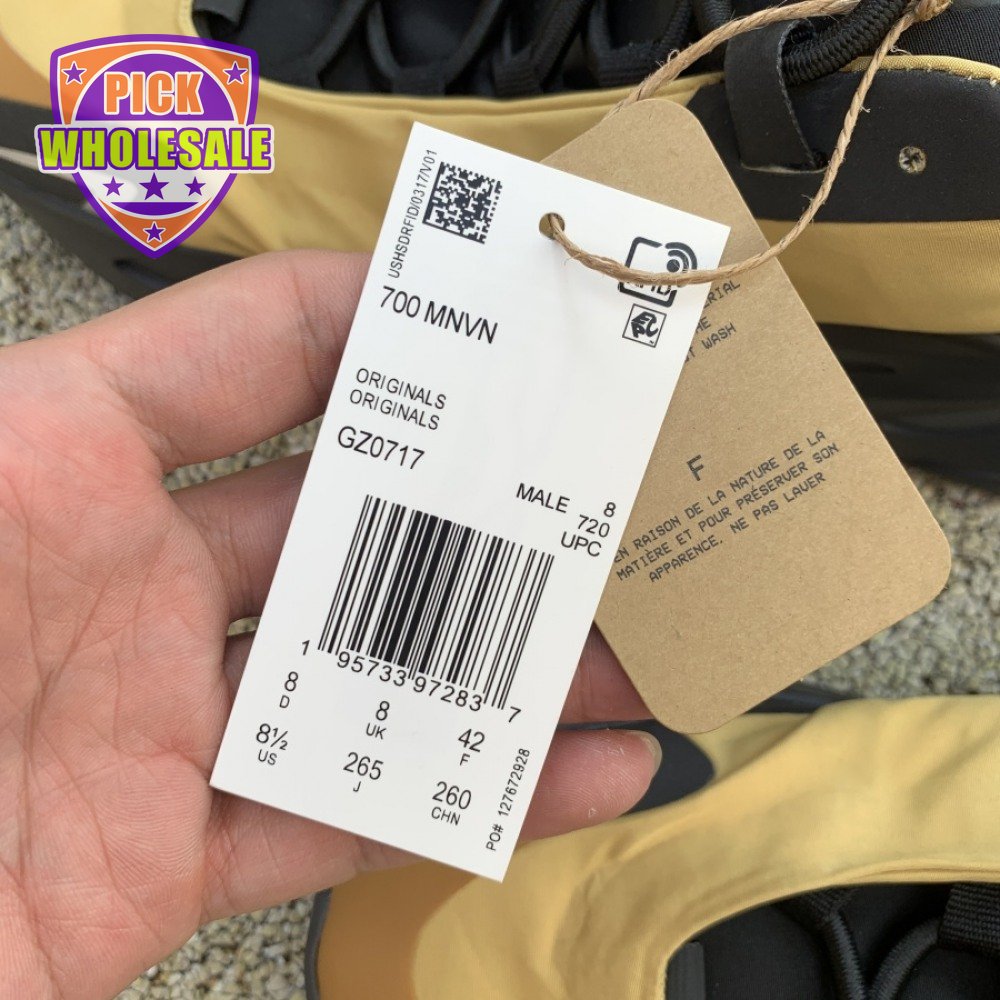 PICK
WHOLESALE
USHSDRFID/0317/V01
700 MNVN
ORIGINALS
ORIGINALS
GZ0717
MALE 8
720
UPC
1 95733 97283 7
8 D
8 UK
42 F
8½ US
265 J
260 CHN
PO# 127672928
WASH
F
EN RAISON DE LA NATURE DE LA
MATIÈRE ET POUR PRÉSERVER SON
APPARENCE. NE PAS LAVER